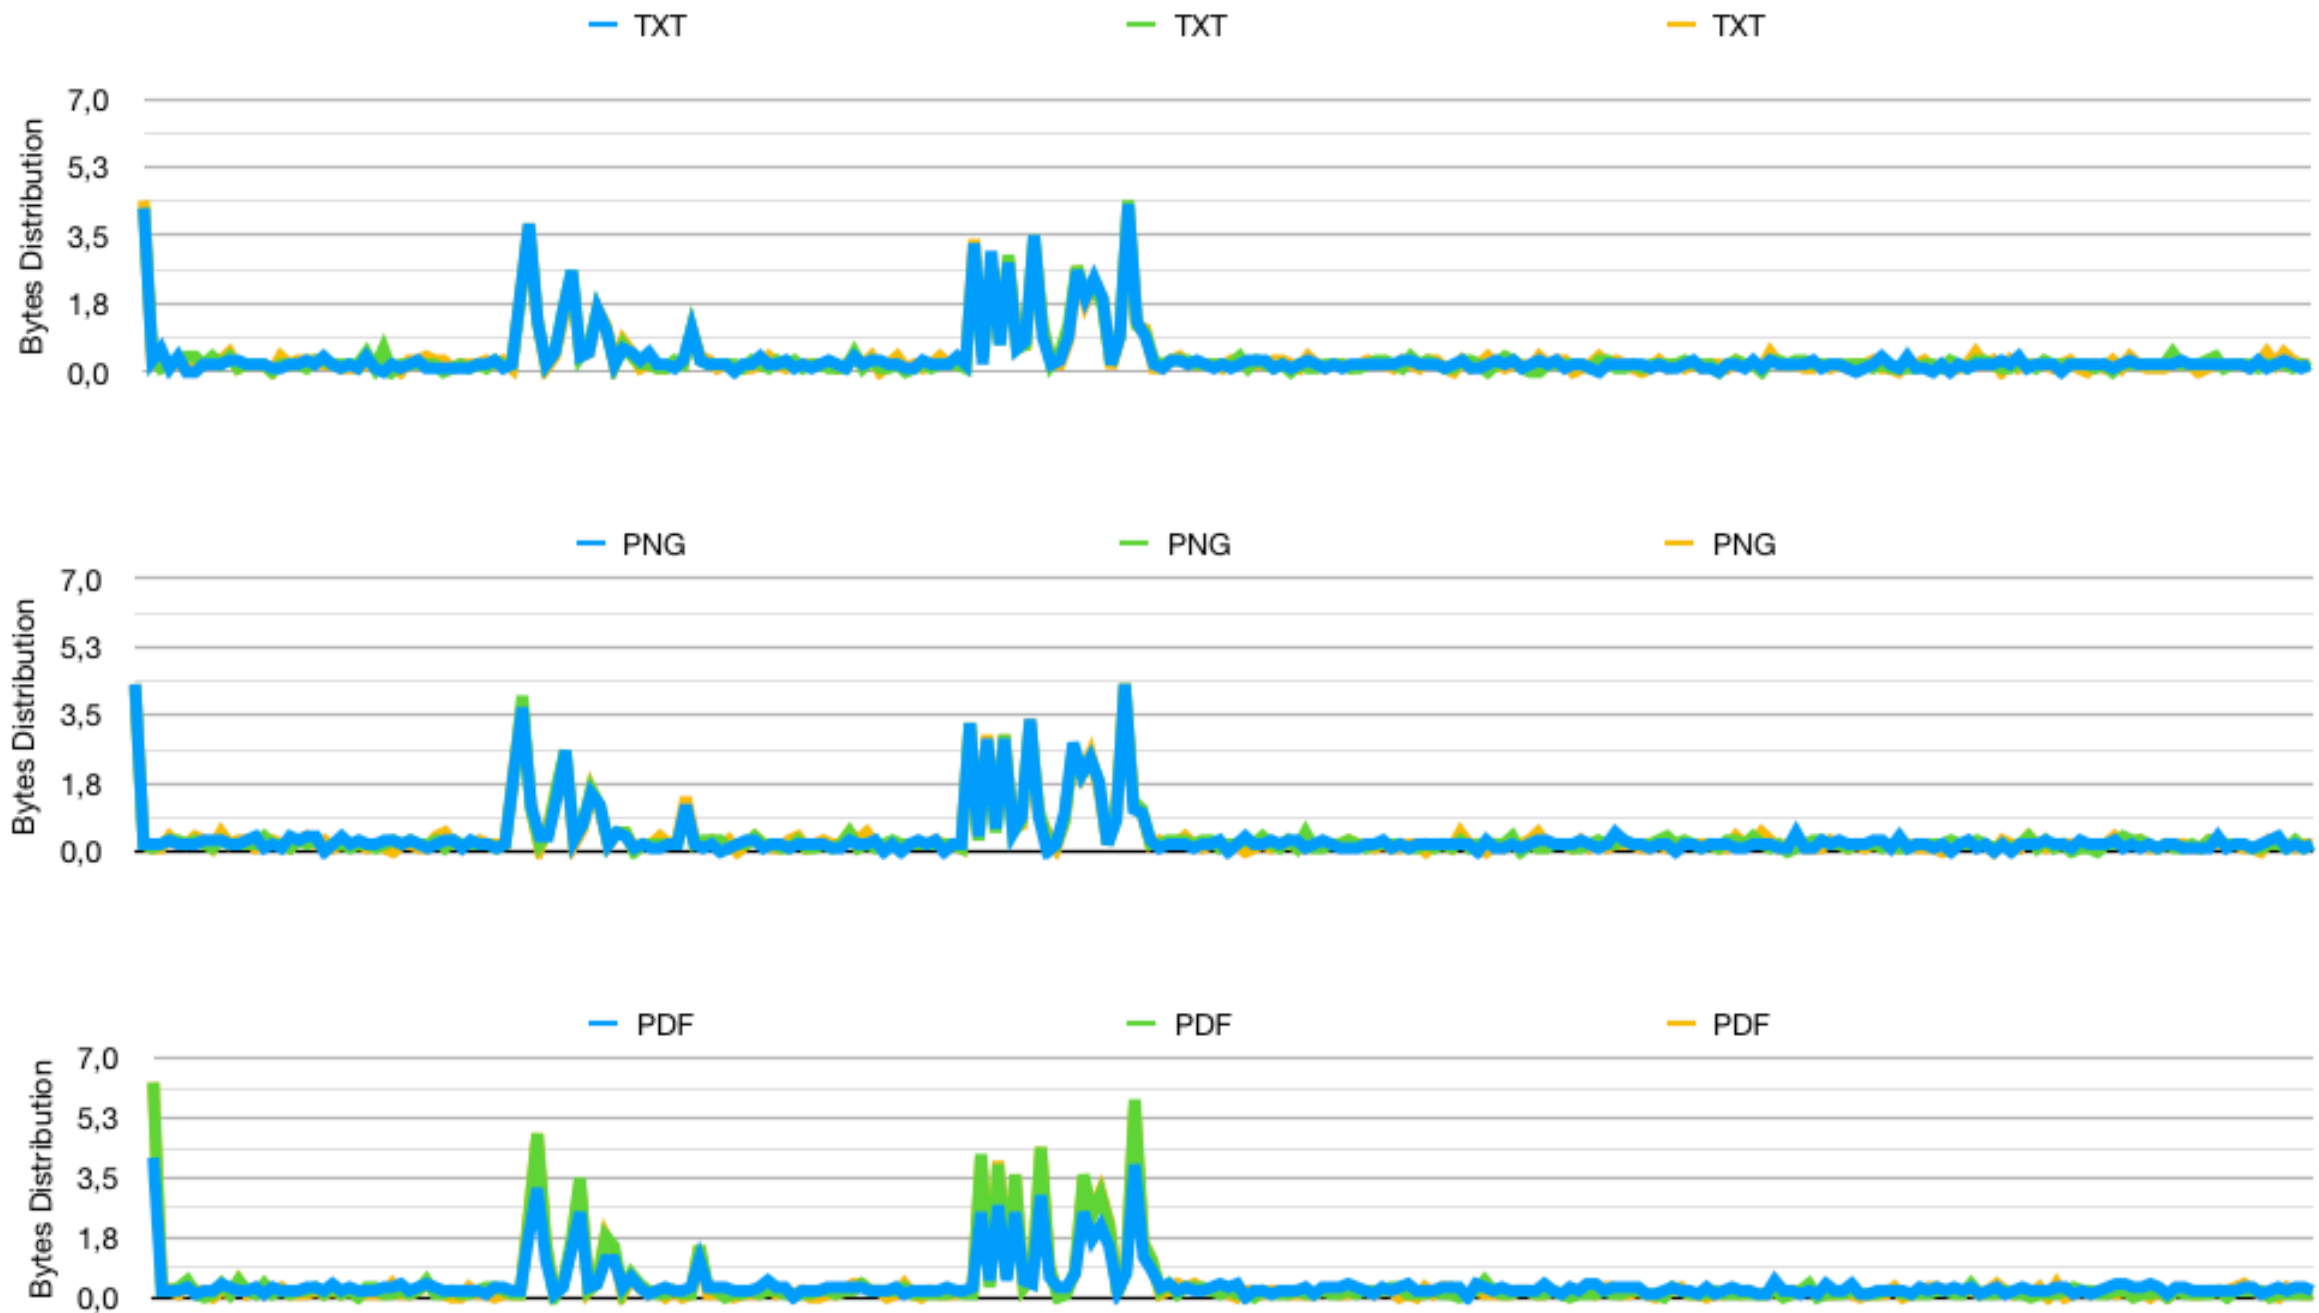 TXT TXT TXT
Bytes Distribution
7,0
5,3
3,5
1,8
0,0
PNG PNG PNG
Bytes Distribution
7,0
5,3
3,5
1,8
0,0
PDF PDF PDF
Bytes Distribution
7,0
5,3
3,5
1,8
0,0